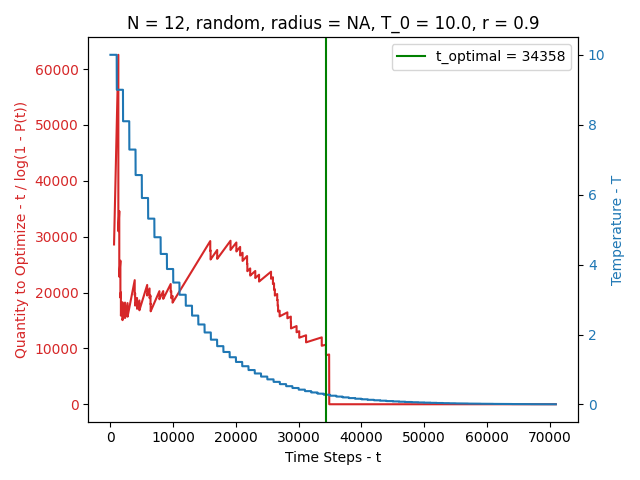 N = 12, random, radius = NA, T_0 = 10.0, r = 0.9
t_optimal = 34358
Quantity to Optimize - t / log(1 - P(t))
60000
50000
40000
30000
20000
10000
0
10
8
6
4
2
0
Temperature - T
0 10000 20000 30000 40000 50000 60000 70000
Time Steps - t